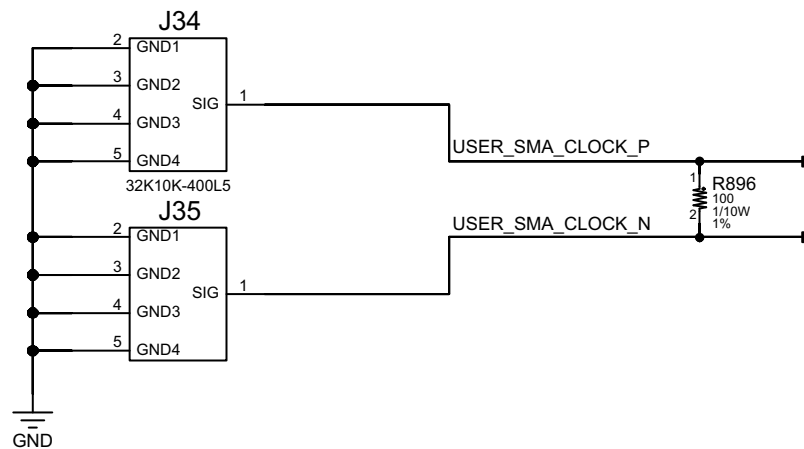 J34
2 GND1
3 GND2
SIG 1
4 GND3
5 GND4
32K10K-400L5
USER_SMA_CLOCK_P
1 R896
100
1/10W
2 1%
J35
2 GND1
USER_SMA_CLOCK_N
3 GND2
SIG 1
4 GND3
5 GND4
GND